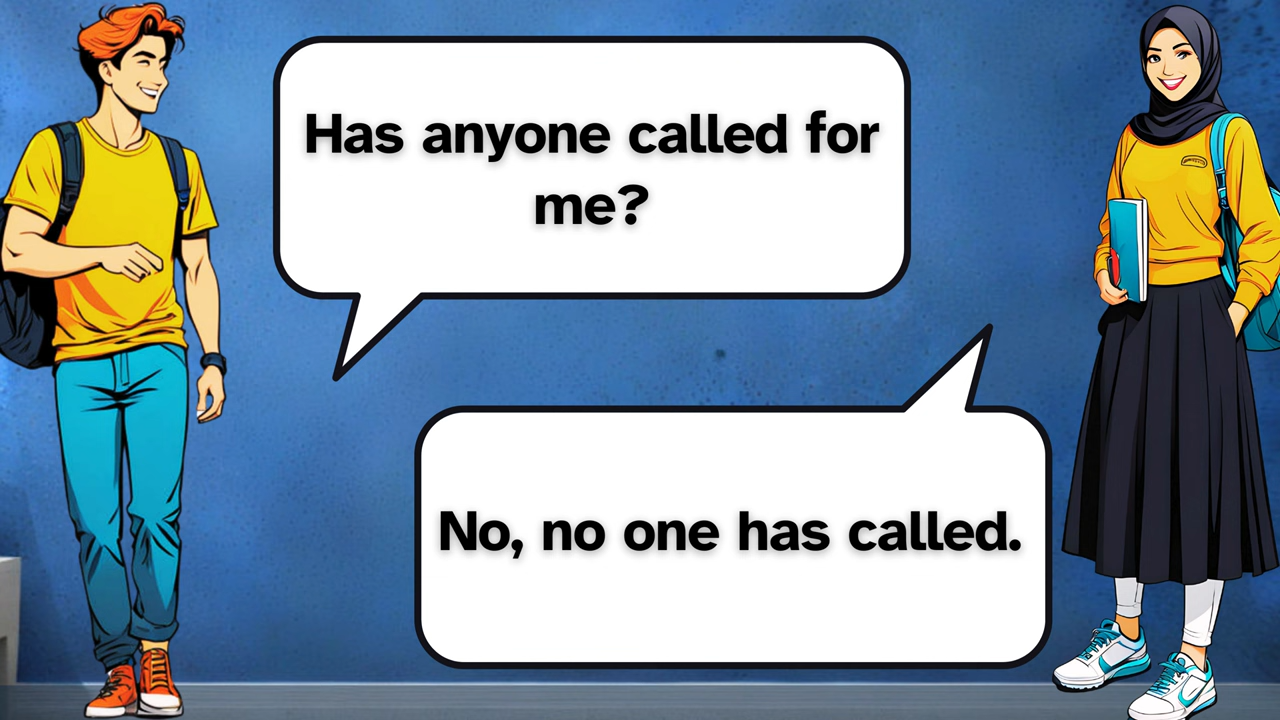 Has anyone called for
me?
No, no one has called.